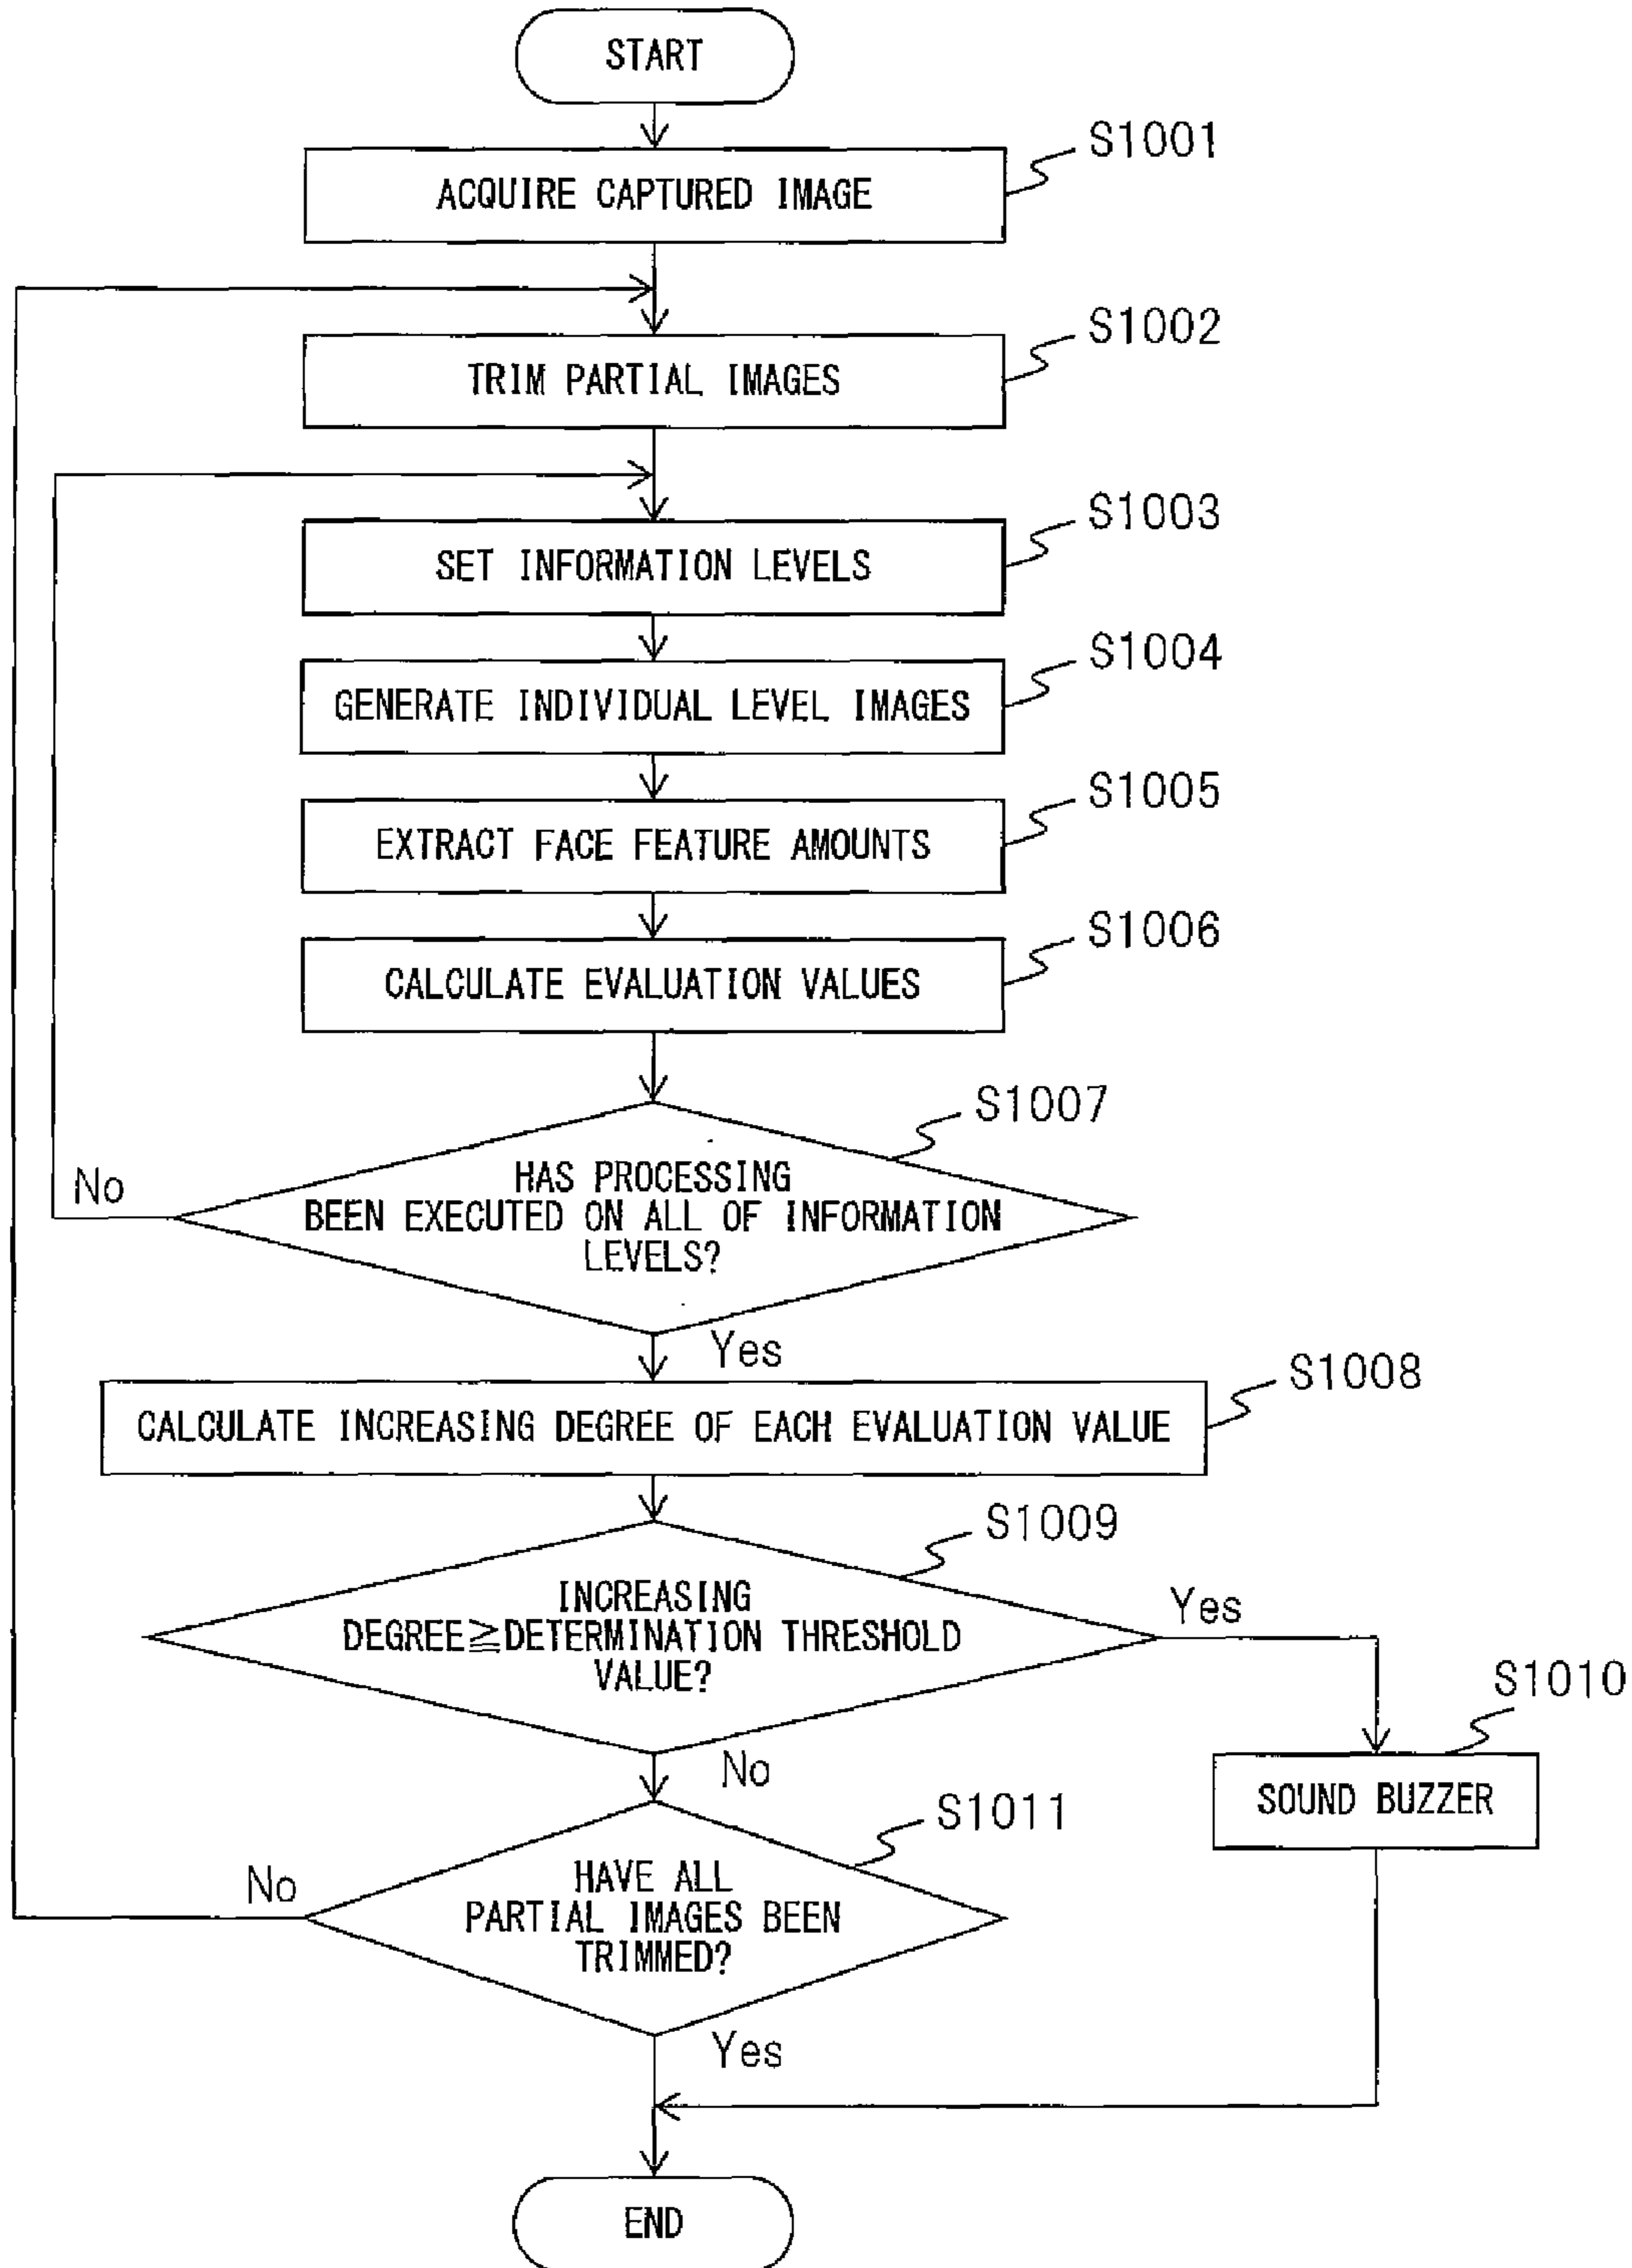 START
S1001
ACQUIRE CAPTURED IMAGE
S1002
TRIM PARTIAL IMAGES
S1003
SET INFORMATION LEVELS
S1004
GENERATE INDIVIDUAL LEVEL IMAGES
S1005
EXTRACT FACE FEATURE AMOUNTS
S1006
CALCULATE EVALUATION VALUES
S1007
HAS PROCESSING
BEEN EXECUTED ON ALL OF INFORMATION
LEVELS?
No
Yes
S1008
CALCULATE INCREASING DEGREE OF EACH EVALUATION VALUE
S1009
INCREASING
DEGREE≧DETERMINATION THRESHOLD
VALUE?
Yes
No
S1010
SOUND BUZZER
S1011
HAVE ALL
PARTIAL IMAGES BEEN
TRIMMED?
No
Yes
END